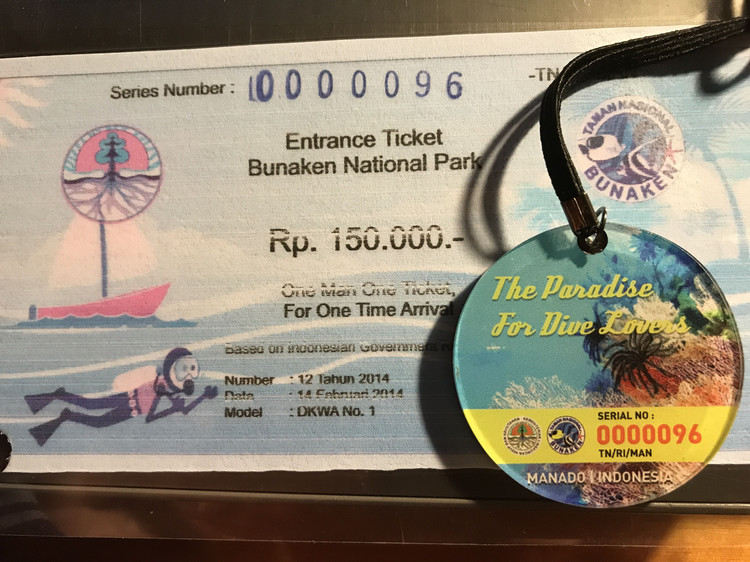 Series Number : 0000096
-TN
Entrance Ticket
Bunaken National Park
TAMAN NASIONAL
BUNAKEN
Rp. 150.000.-
One Man One Ticket,
For One Time Arrival
Based on Indonesian Government
Number : 12 Tahun 2014
Data : 14 Februari 2014
Model : DKWA No. 1
The Paradise
For Dive Lovers
SERIAL NO :
0000096
TN/RI/MAN
BUNAKEN
MANADO | INDONESIA